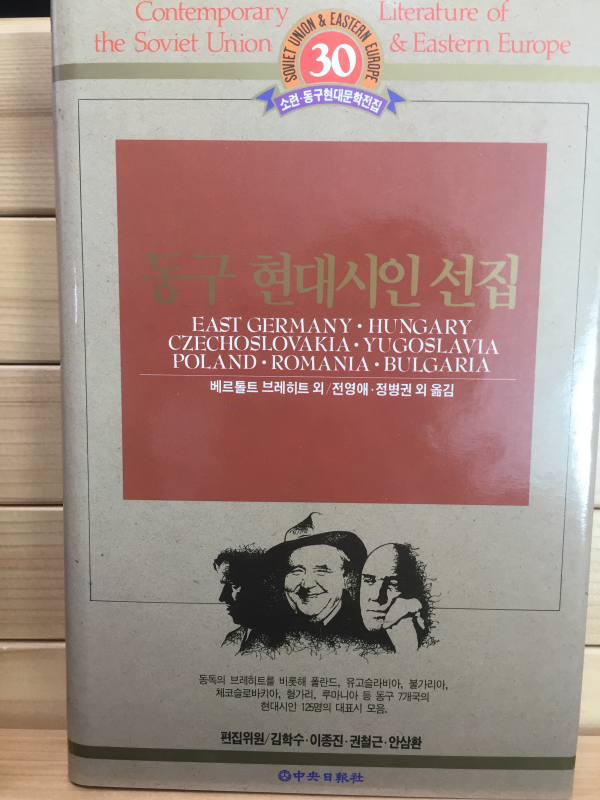 Contemporary Literature of
the Soviet Union & Eastern Europe
SOVIET UNION & EASTERN EUROPE
30
소련·동구현대문학전집
동구 현대시인 선집
EAST GERMANY • HUNGARY
CZECHOSLOVAKIA • YUGOSLAVIA
POLAND • ROMANIA • BULGARIA
베르톨트 브레히트 외/전영애·정병권 외 옮김
동독의 브레히트를 비롯해 폴란드, 유고슬라비아, 불가리아,
체코슬로바키아, 헝가리, 루마니아 등 동구 7개국의
현대시인 125명의 대표시 모음.
편집위원/김학수·이종진·권철근·안삼환
中央日報社